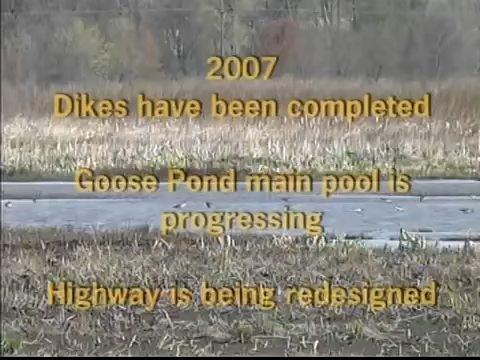 2007
Dikes have been completed
Goose Pond main pool is
progressing
Highway is being redesigned